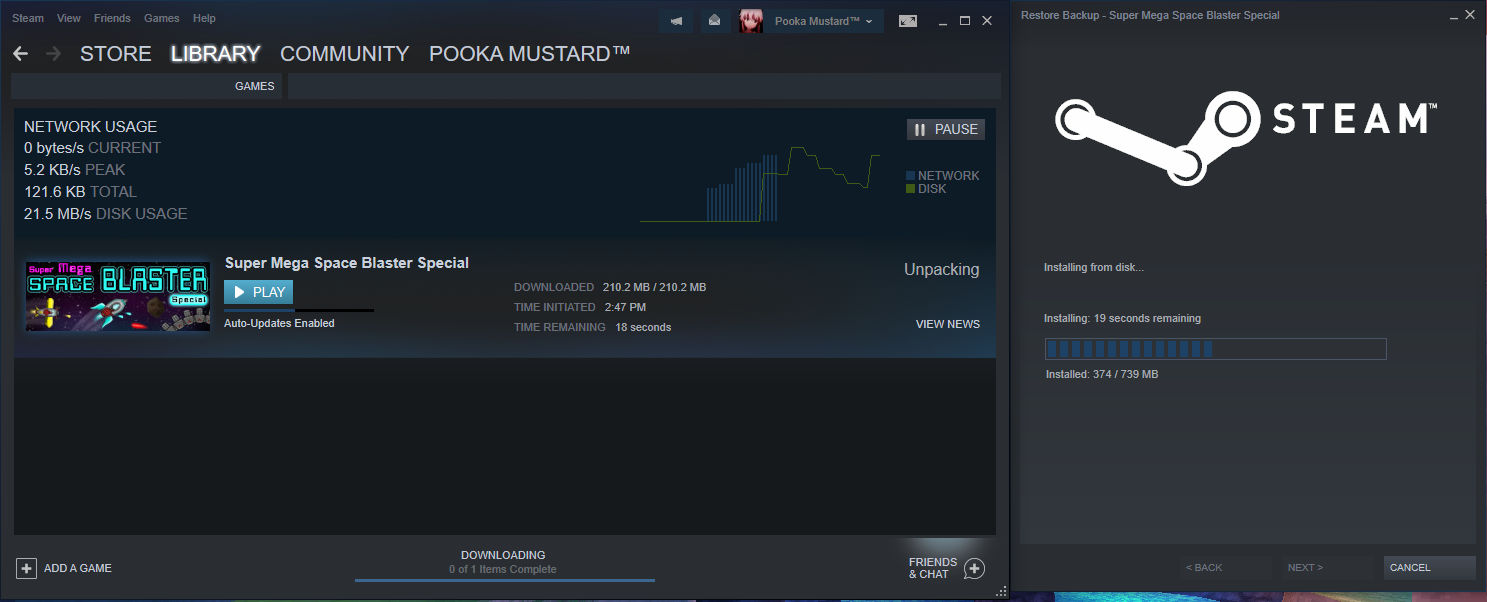 Steam View Friends Games Help
Pooka Mustard™
STORE LIBRARY COMMUNITY POOKA MUSTARD™
GAMES
NETWORK USAGE
0 bytes/s CURRENT
5.2 KB/s PEAK
121.6 KB TOTAL
21.5 MB/s DISK USAGE
PAUSE
NETWORK
DISK
Super Mega
SPACE BLASTER
Special
Super Mega Space Blaster Special
PLAY
Auto-Updates Enabled
DOWNLOADED 210.2 MB / 210.2 MB
TIME INITIATED 2:47 PM
TIME REMAINING 18 seconds
Unpacking
VIEW NEWS
ADD A GAME
DOWNLOADING
0 of 1 Items Complete
FRIENDS
& CHAT
Restore Backup - Super Mega Space Blaster Special
STEAM™
Installing from disk...
Installing: 19 seconds remaining
Installed: 374 / 739 MB
< BACK NEXT > CANCEL